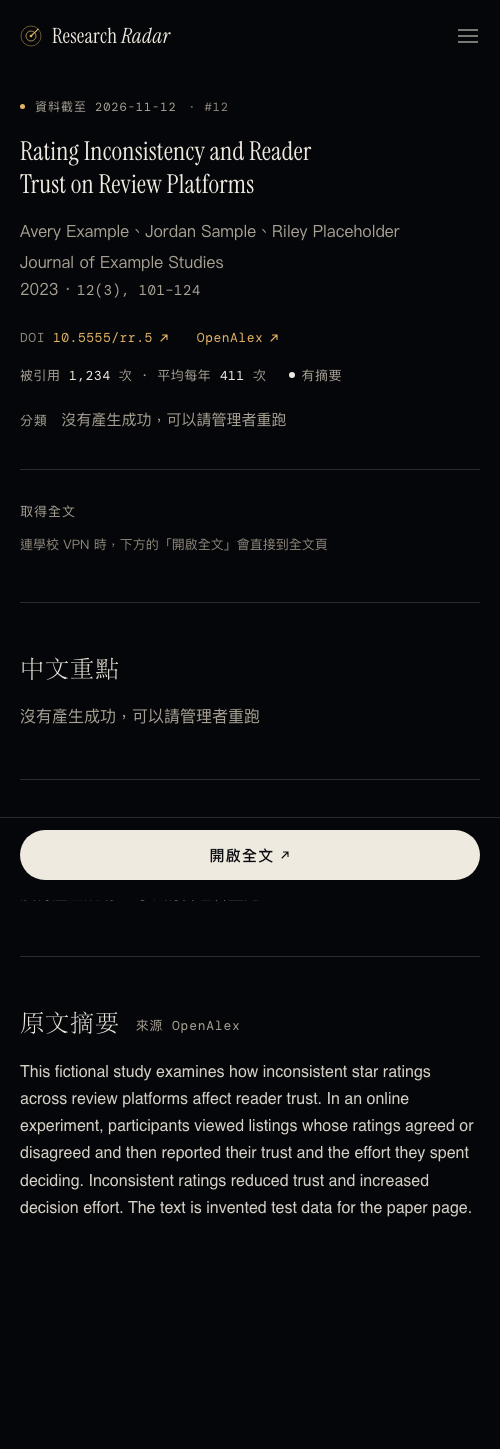 Research Radar
資料截至 2026-11-12 · #12
Rating Inconsistency and Reader
Trust on Review Platforms
Avery Example、Jordan Sample、Riley Placeholder
Journal of Example Studies
2023 · 12(3), 101–124
DOI 10.5555/rr.5 ↗ OpenAlex ↗
被引用 1,234 次 · 平均每年 411 次 ● 有摘要
分類 沒有產生成功，可以請管理者重跑
取得全文
連學校 VPN 時，下方的「開啟全文」會直接到全文頁
中文重點
沒有產生成功，可以請管理者重跑
開啟全文 ↗
原文摘要 來源 OpenAlex
This fictional study examines how inconsistent star ratings
across review platforms affect reader trust. In an online
experiment, participants viewed listings whose ratings agreed or
disagreed and then reported their trust and the effort they spent
deciding. Inconsistent ratings reduced trust and increased
decision effort. The text is invented test data for the paper page.